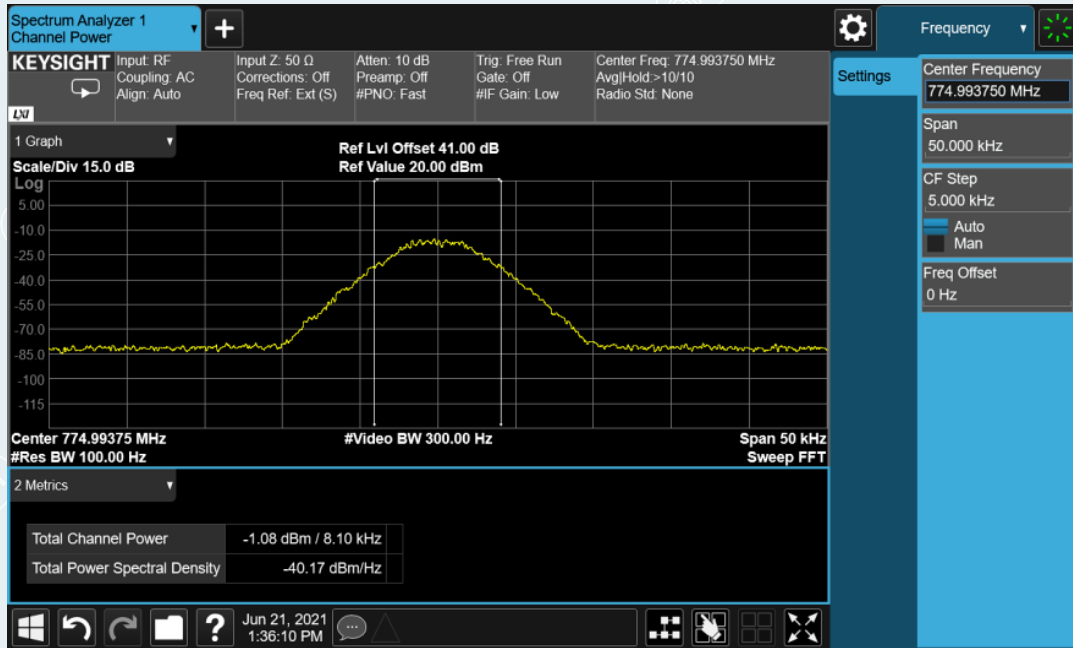 Spectrum Analyzer 1
Channel Power
+
Frequency
KEYSIGHT
LXI
Input: RF
Coupling: AC
Align: Auto
Input Z: 50 Ω
Corrections: Off
Freq Ref: Ext (S)
Atten: 10 dB
Preamp: Off
#PNO: Fast
Trig: Free Run
Gate: Off
#IF Gain: Low
Center Freq: 774.993750 MHz
Avg|Hold:>10/10
Radio Std: None
Settings
Center Frequency
774.993750 MHz
Span
50.000 kHz
CF Step
5.000 kHz
Auto
Man
Freq Offset
0 Hz
1 Graph
Scale/Div 15.0 dB
Ref Lvl Offset 41.00 dB
Ref Value 20.00 dBm
Log
5.00
-10.0
-25.0
-40.0
-55.0
-70.0
-85.0
-100
-115
Center 774.99375 MHz
#Video BW 300.00 Hz
Span 50 kHz
#Res BW 100.00 Hz
Sweep FFT
2 Metrics
Total Channel Power -1.08 dBm / 8.10 kHz
Total Power Spectral Density -40.17 dBm/Hz
?
Jun 21, 2021
1:36:10 PM